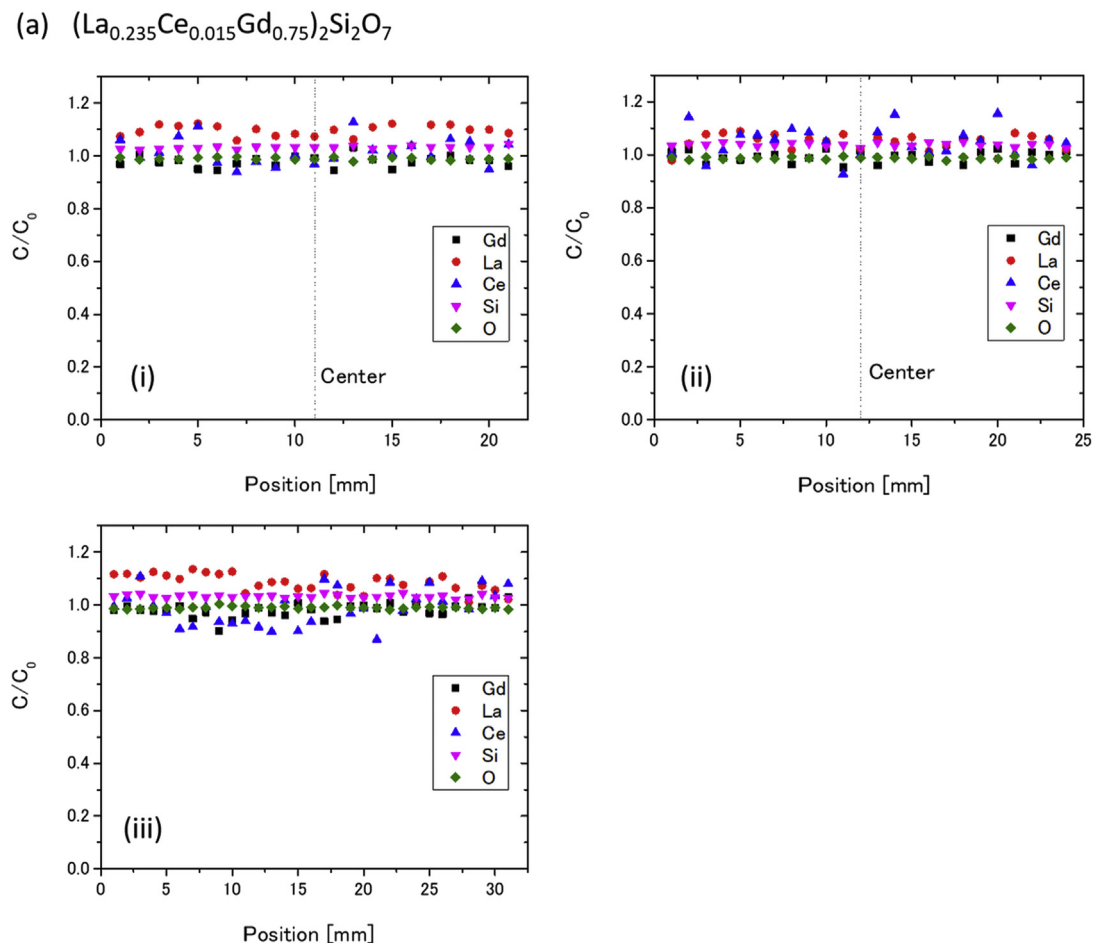 (a) (La0.235Ce0.015Gd0.75)2Si2O7
1.2
1.0
0.8
0.6
0.4
0.2
0.0
C/C0
Gd
La
Ce
Si
O
(i)
Center
0 5 10 15 20
Position [mm]
1.2
1.0
0.8
0.6
0.4
0.2
0.0
C/C0
Gd
La
Ce
Si
O
(ii)
Center
0 5 10 15 20 25
Position [mm]
1.2
1.0
0.8
0.6
0.4
0.2
0.0
C/C0
Gd
La
Ce
Si
O
(iii)
0 5 10 15 20 25 30
Position [mm]